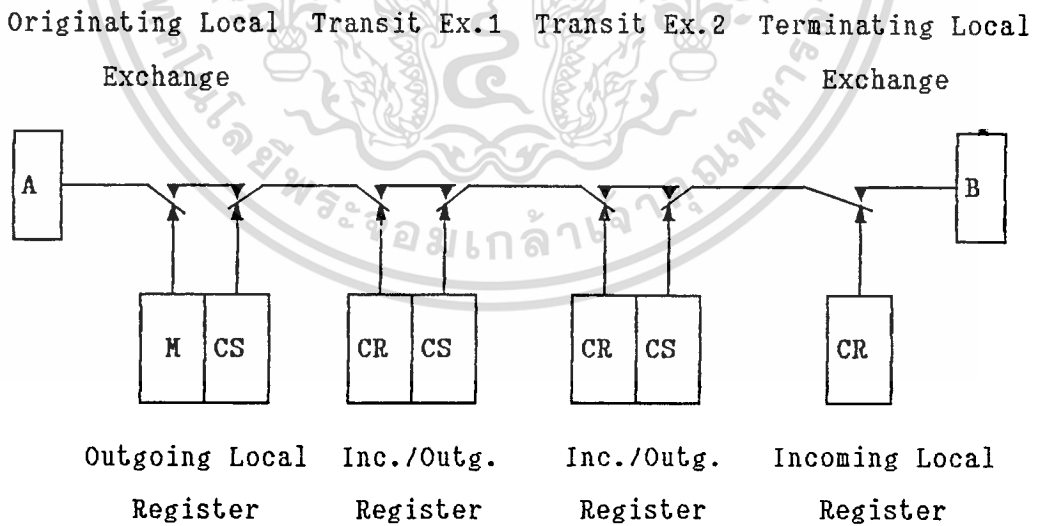 Originating Local Transit Ex.1 Transit Ex.2 Terminating Local
Exchange Exchange
A B
M CS CR CS CR CS CR
Outgoing Local Inc./Outg. Inc./Outg. Incoming Local
Register Register Register Register